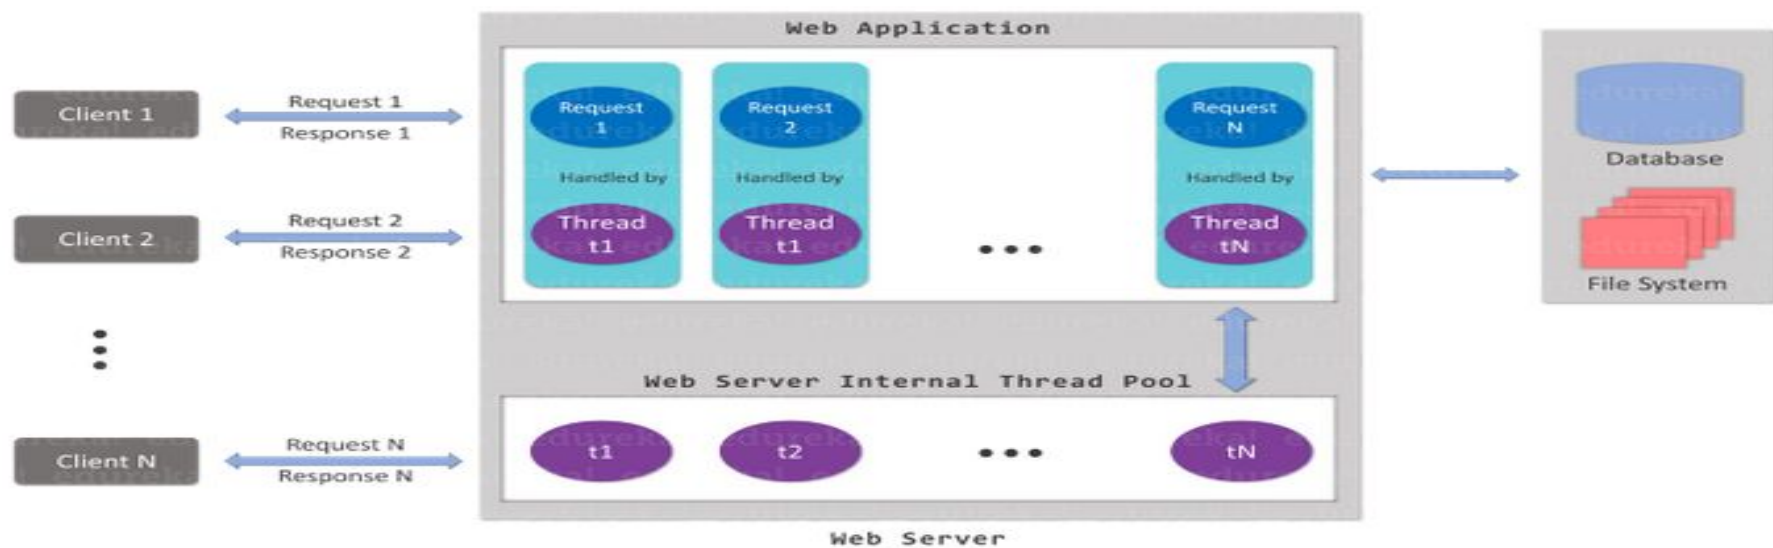 Web Application
Client 1
Request 1
Response 1
Request
1
Handled by
Thread
t1
Request
2
Handled by
Thread
t1
Request
N
Handled by
Thread
tN
Database
File System
Client 2
Request 2
Response 2
Web Server Internal Thread Pool
t1
t2
tN
Client N
Request N
Response N
Web Server